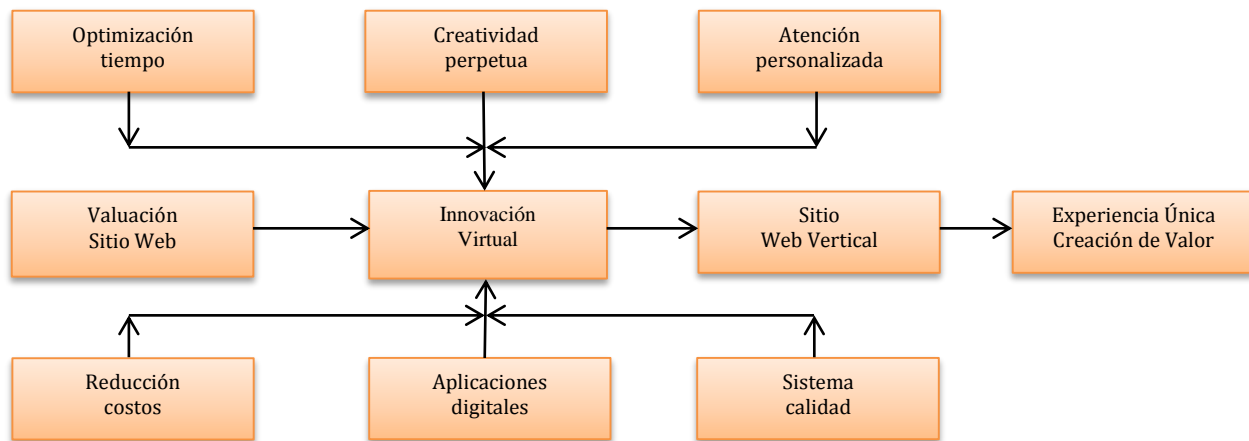 Optimización
tiempo
Creatividad
perpetua
Atención
personalizada
Valuación
Sitio Web
Innovación
Virtual
Sitio
Web Vertical
Experiencia Única
Creación de Valor
Reducción
costos
Aplicaciones
digitales
Sistema
calidad